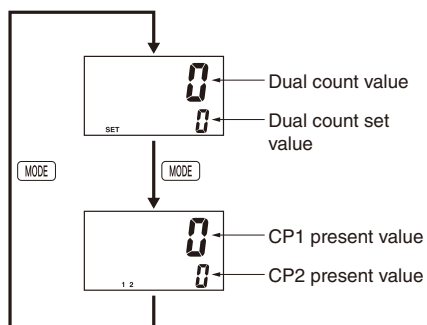 0
Dual count value
0
Dual count set
value
SET
MODE
MODE
0
CP1 present value
0
CP2 present value
1 2